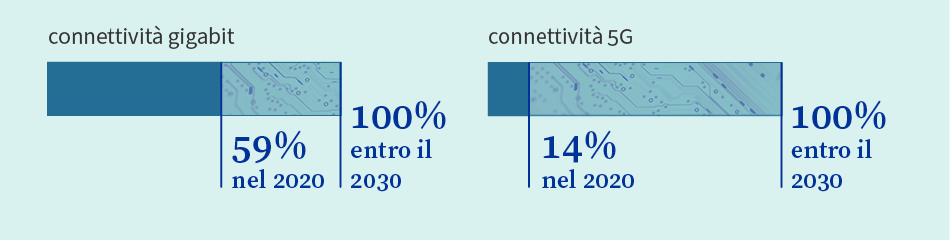 connettività gigabit
59%
nel 2020
100%
entro il
2030
connettività 5G
14%
nel 2020
100%
entro il
2030